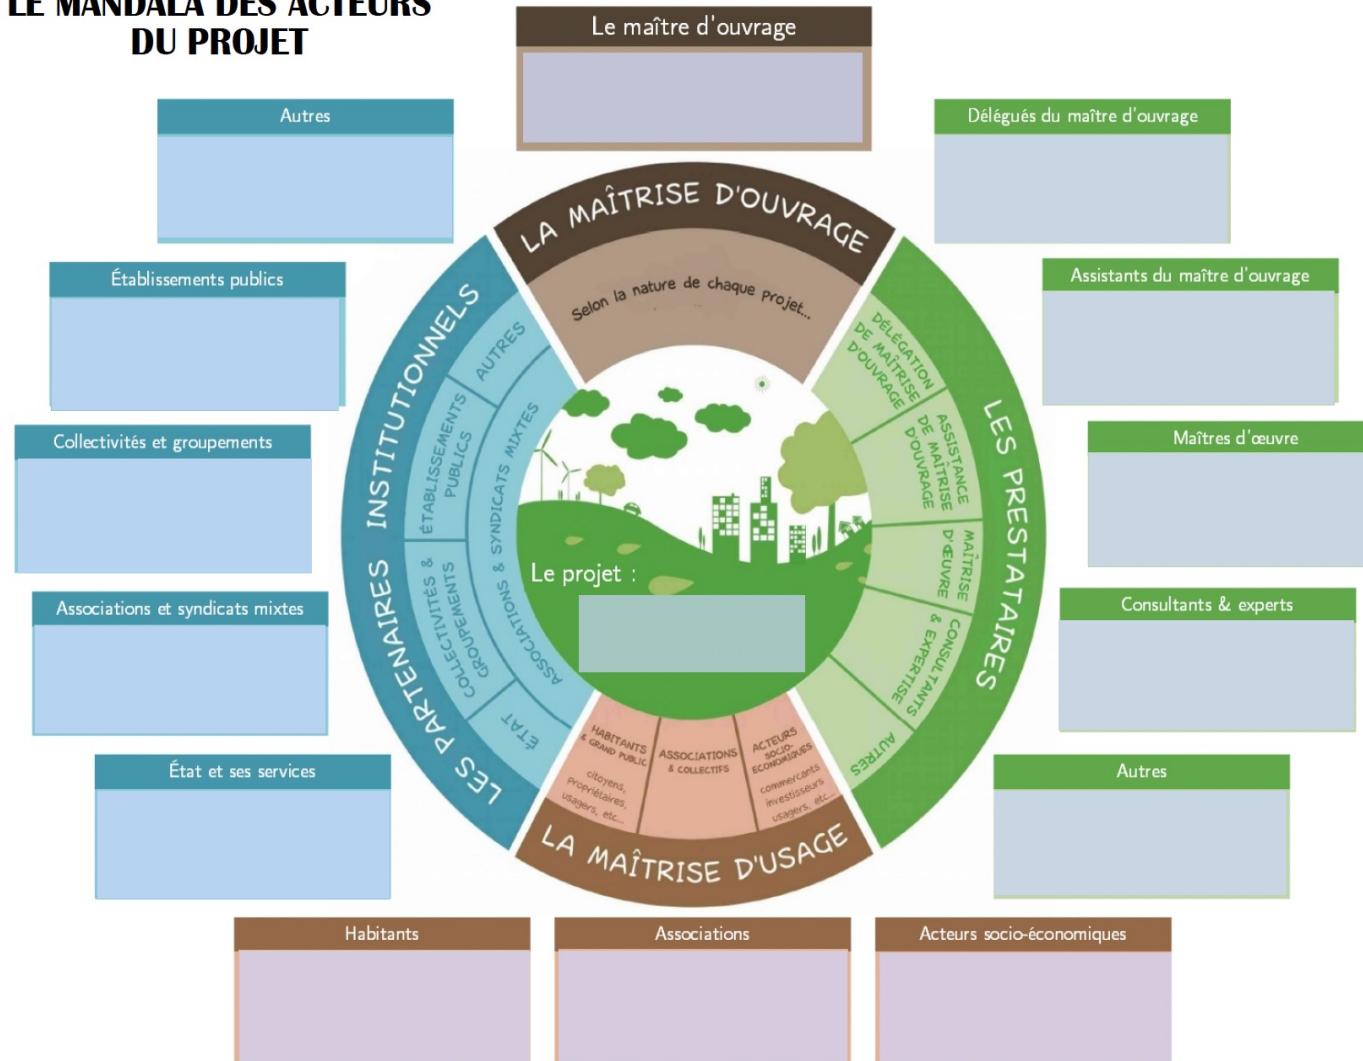 LE MANDALA DES ACTEURS
DU PROJET
Le maître d'ouvrage
Autres
Délégués du maître d'ouvrage
Établissements publics
Assistants du maître d'ouvrage
Collectivités et groupements
Maîtres d'œuvre
Associations et syndicats mixtes
Consultants & experts
État et ses services
Autres
Habitants
Associations
Acteurs socio-économiques
LA MAÎTRISE D'OUVRAGE
Selon la nature de chaque projet...
LES PARTENAIRES INSTITUTIONNELS
AUTRES
ÉTABLISSEMENTS
PUBLICS
COLLECTIVITÉS &
GROUPEMENTS
ÉTAT
ASSOCIATIONS & SYNDICATS MIXTES
LES PRESTATAIRES
DÉLÉGATION
DE MAÎTRISE
D'OUVRAGE
ASSISTANCE
DE MAÎTRISE
D'OUVRAGE
MAÎTRISE
D'ŒUVRE
CONSULTANTS
& EXPERTISE
AUTRES
Le projet :
LA MAÎTRISE D'USAGE
HABITANTS
& GRAND PUBLIC
citoyens,
propriétaires,
usagers, etc...
ASSOCIATIONS
& COLLECTIFS
ACTEURS
SOCIO-
ECONOMIQUES
commercants
investisseurs
usagers, etc...